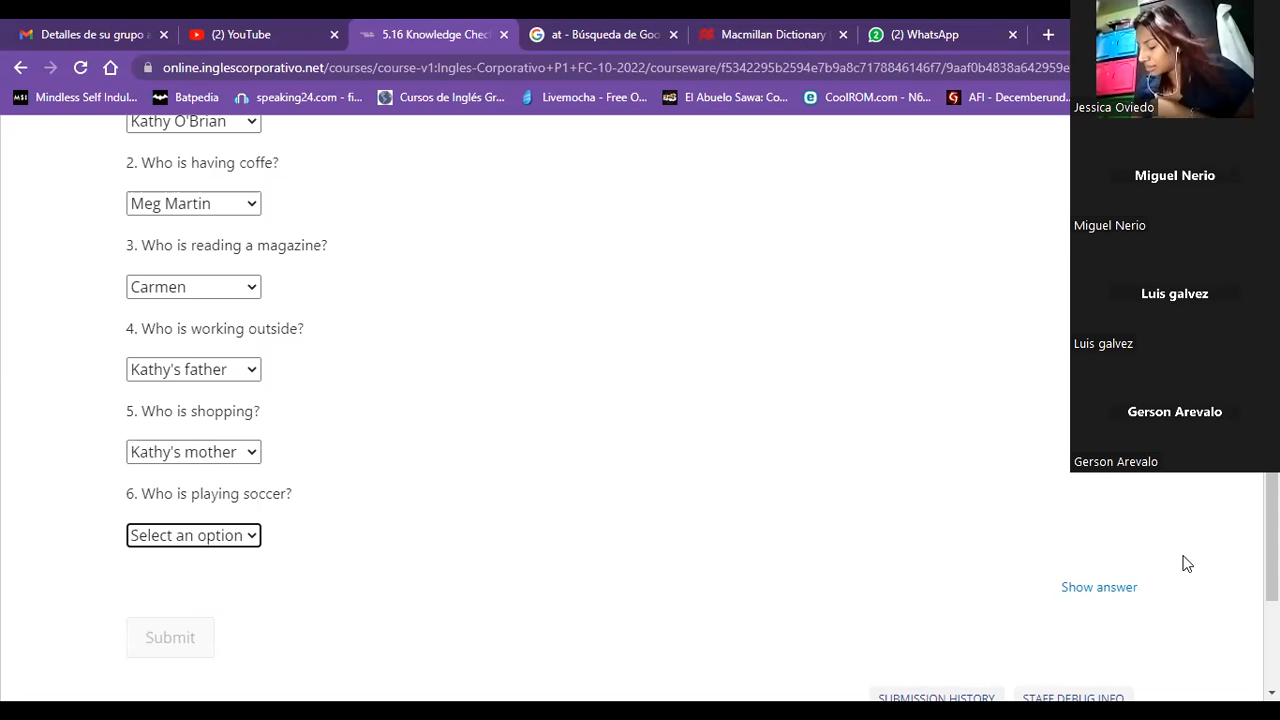 Detalles de su grupo
(2) YouTube
5.16 Knowledge Chec
at - Búsqueda de Goo
Macmillan Dictionary
(2) WhatsApp
online.inglescorporativo.net/courses/course-v1:Ingles-Corporativo+P1+FC-10-2022/courseware/f5342295b2594e7b9a8c7178846146f7/9aaf0b4838a642959e
Mindless Self Indul...
Batpedia
speaking24.com - fi...
Cursos de Inglés Gr...
Livemocha - Free O...
El Abuelo Sawa: Co...
CoolROM.com - N6...
AFI - Decemberund
Kathy O'Brian
2. Who is having coffe?
Meg Martin
3. Who is reading a magazine?
Carmen
4. Who is working outside?
Kathy's father
5. Who is shopping?
Kathy's mother
6. Who is playing soccer?
Select an option
Show answer
Submit
SUBMISSION HISTORY
STAFF DEBUG INFO
Jessica Oviedo
Miguel Nerio
Miguel Nerio
Luis galvez
Luis galvez
Gerson Arevalo
Gerson Arevalo